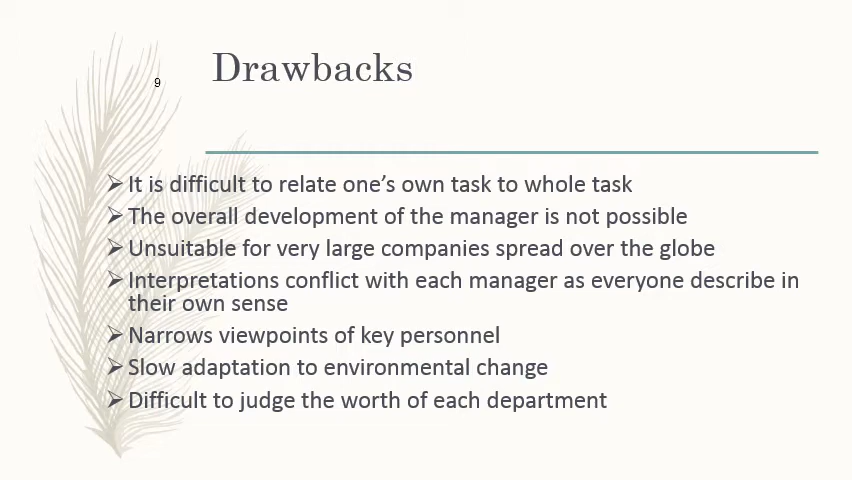 9
Drawbacks
➢It is difficult to relate one’s own task to whole task
➢The overall development of the manager is not possible
➢Unsuitable for very large companies spread over the globe
➢Interpretations conflict with each manager as everyone describe in
their own sense
➢Narrows viewpoints of key personnel
➢Slow adaptation to environmental change
➢Difficult to judge the worth of each department